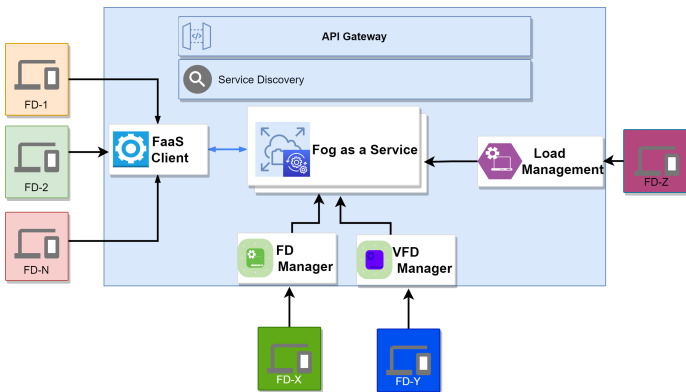 API Gateway
Service Discovery
FD-1
FaaS
Client
Fog as a Service
Load
Management
FD-2
FD-Z
FD-N
FD
Manager
VFD
Manager
FD-X
FD-Y